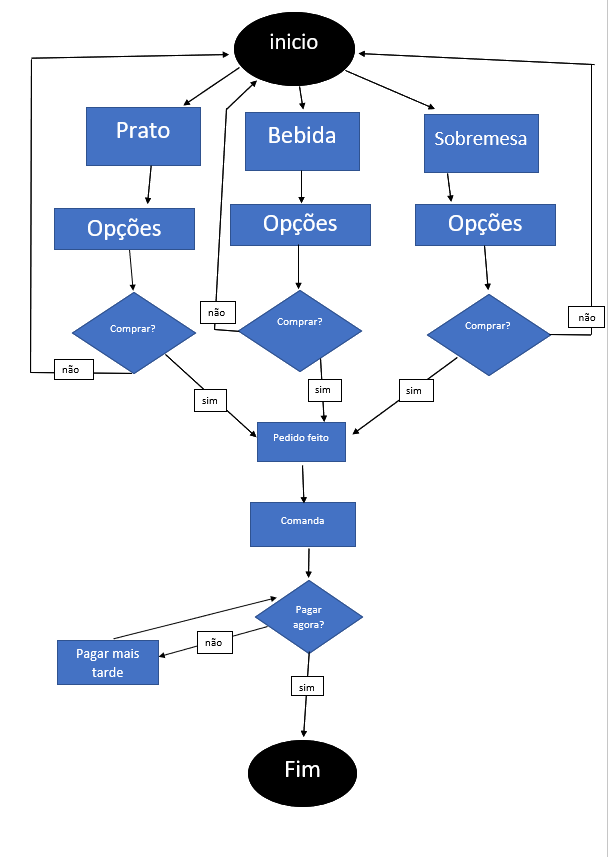 inicio
Prato
Bebida
Sobremesa
Opções
Opções
Opções
Comprar?
Comprar?
Comprar?
não
não
não
sim
sim
sim
Pedido feito
Comanda
Pagar
agora?
não
Pagar mais
tarde
sim
Fim